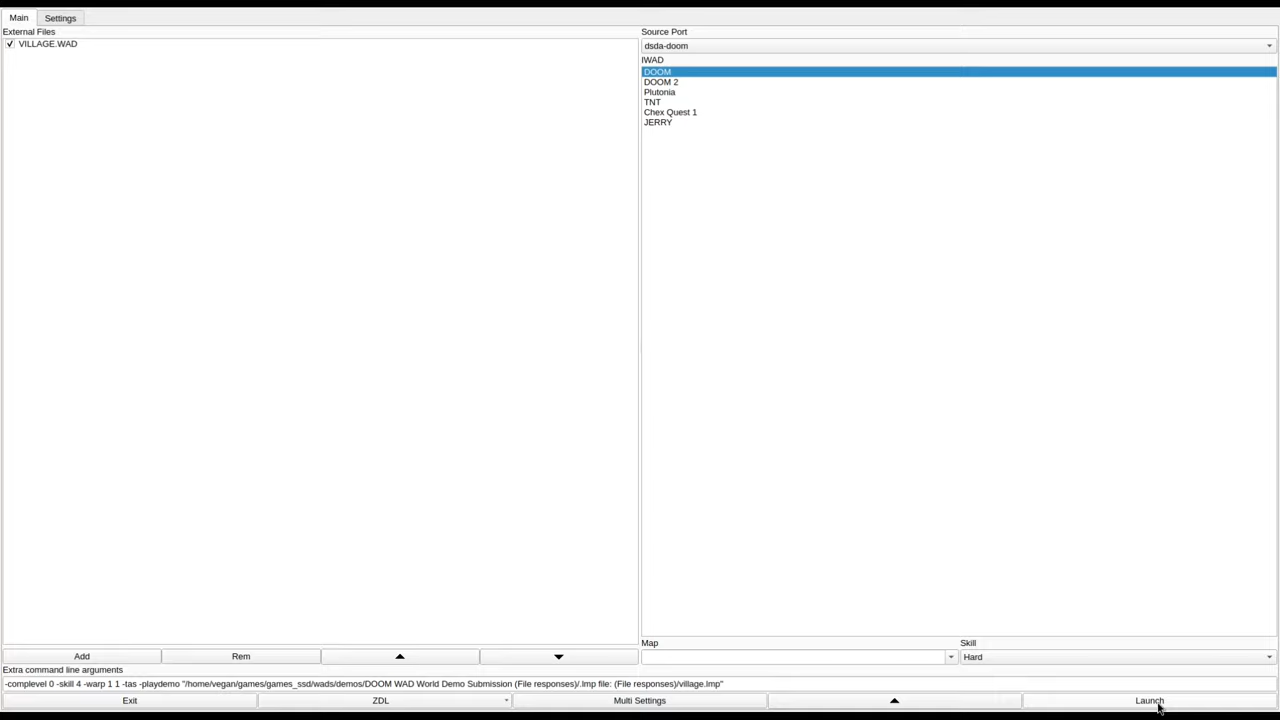 Main Settings
External Files
VILLAGE.WAD
Source Port
dsda-doom
IWAD
DOOM
DOOM 2
Plutonia
TNT
Chex Quest 1
JERRY
Map Skill
Hard
Add Rem
Extra command line arguments
-complevel 0 -skill 4 -warp 1 1 -tas -playdemo "/home/vegan/games/games_ssd/wads/demos/DOOM WAD World Demo Submission (File responses)/.lmp file: (File responses)/village.lmp"
Exit ZDL Multi Settings Launch